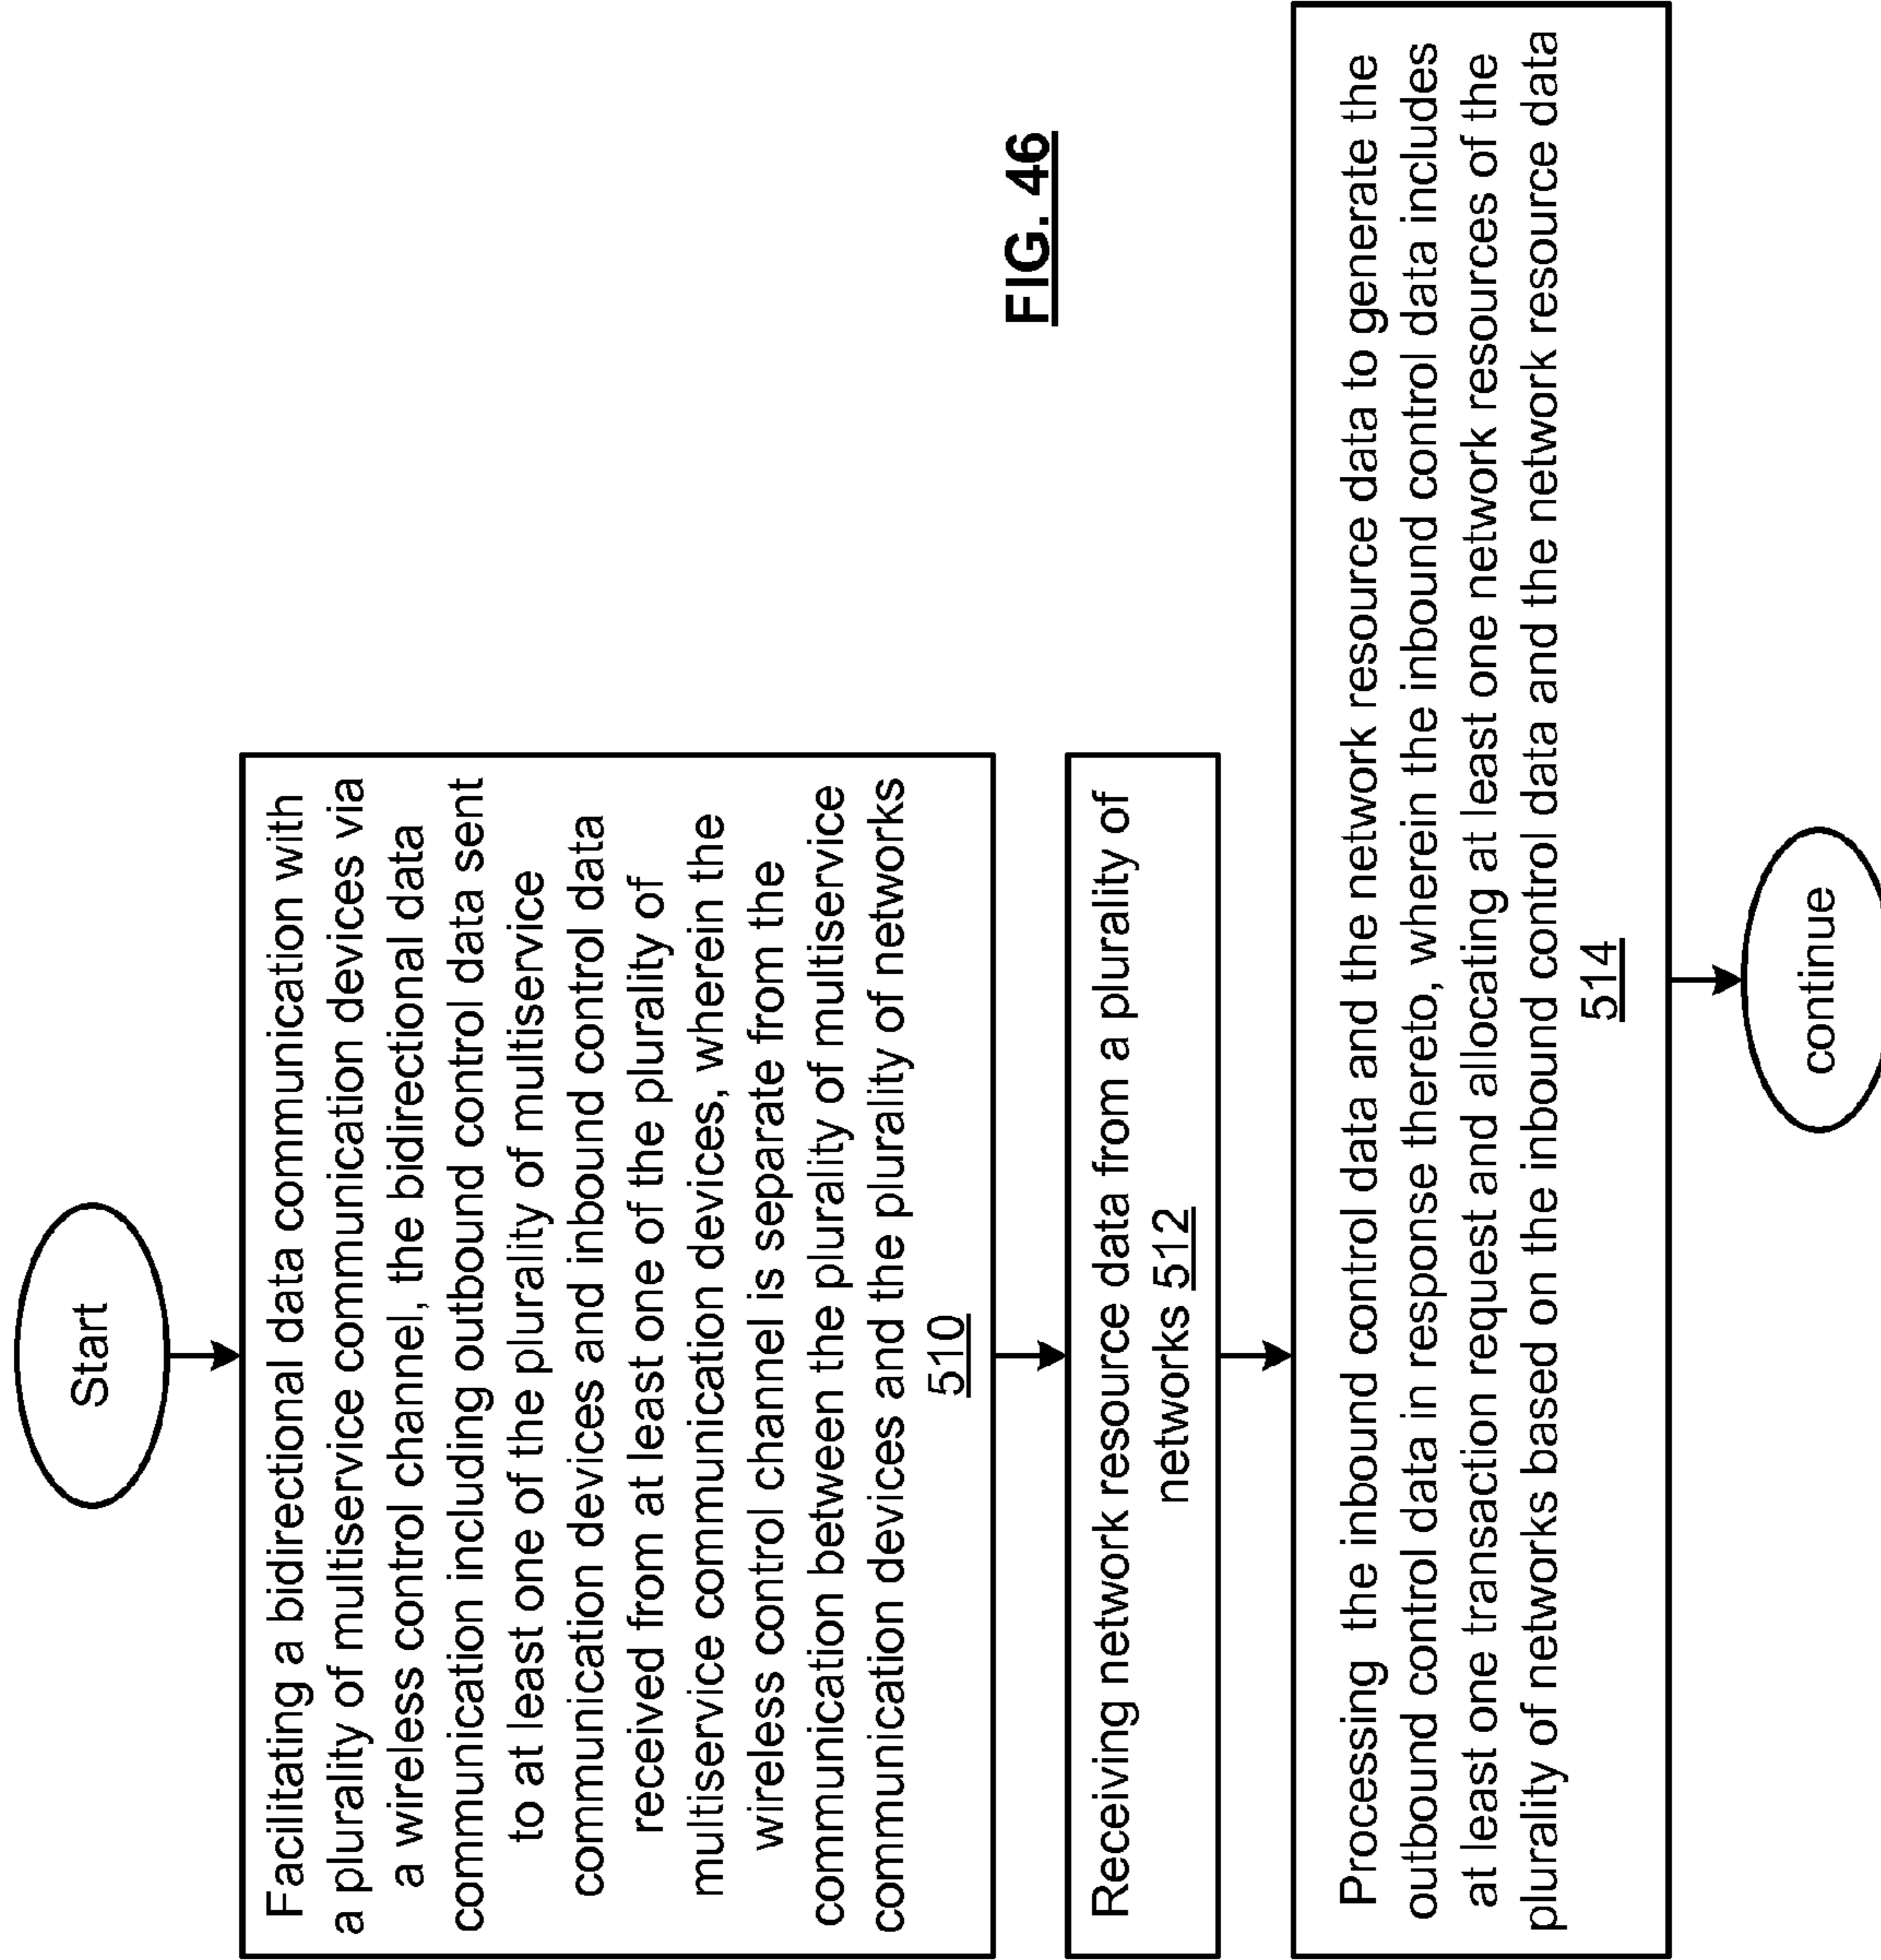 Start
Facilitating a bidirectional data communication with
a plurality of multiservice communication devices via
a wireless control channel, the bidirectional data
communication including outbound control data sent
to at least one of the plurality of multiservice
communication devices and inbound control data
received from at least one of the plurality of
multiservice communication devices, wherein the
wireless control channel is separate from the
communication between the plurality of multiservice
communication devices and the plurality of networks
510
Receiving network resource data from a plurality of
networks 512
Processing the inbound control data and the network resource data to generate the
outbound control data in response thereto, wherein the inbound control data includes
at least one transaction request and allocating at least one network resources of the
plurality of networks based on the inbound control data and the network resource data
514
continue
FIG. 46